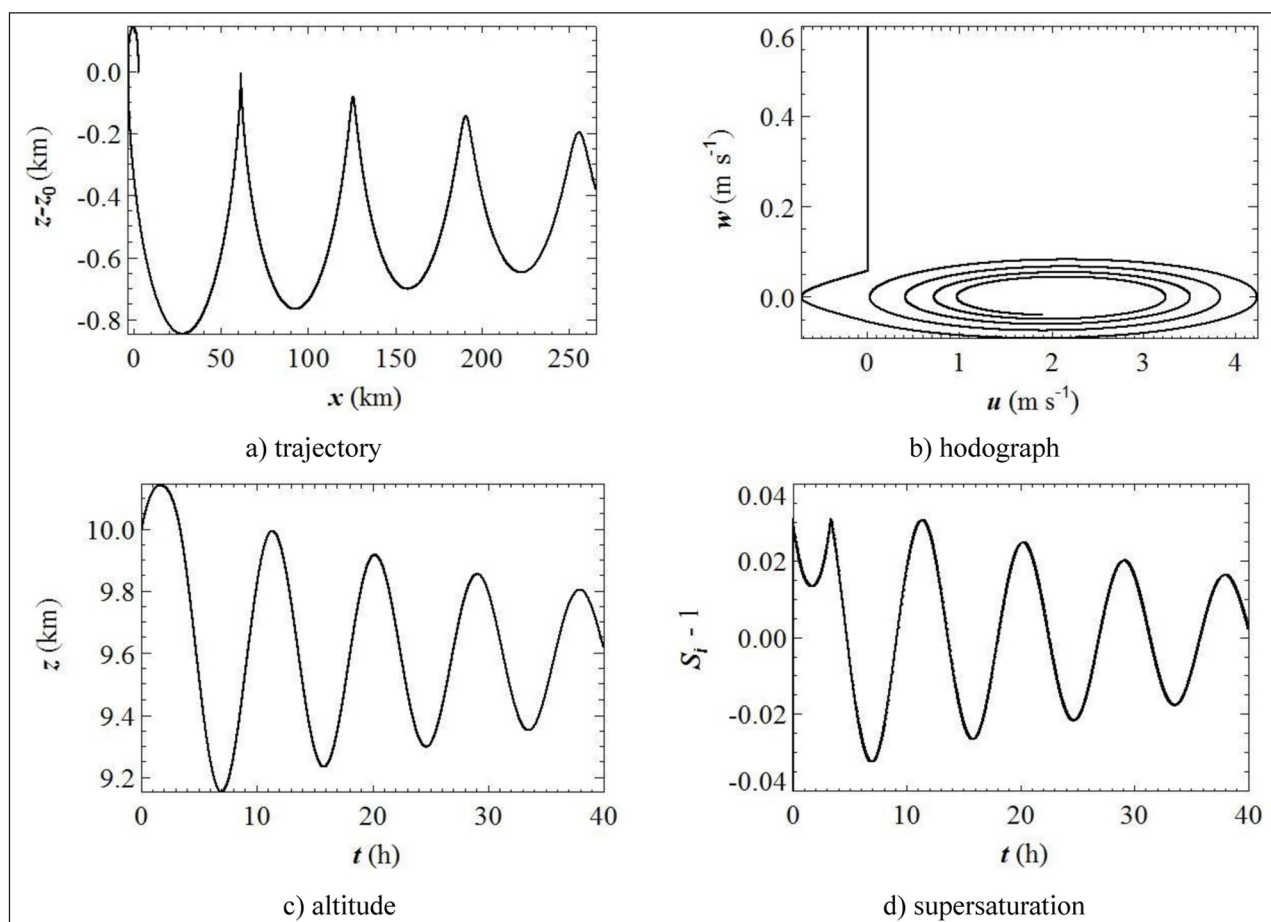 0.0
-0.2
-0.4
-0.6
-0.8
z-z0 (km)
0 50 100 150 200 250
x (km)
a) trajectory
0.6
0.4
0.2
0.0
w (m s-1)
0 1 2 3 4
u (m s-1)
b) hodograph
10.0
9.8
9.6
9.4
9.2
z (km)
0 10 20 30 40
t (h)
c) altitude
0.04
0.02
0.00
-0.02
-0.04
Si - 1
0 10 20 30 40
t (h)
d) supersaturation